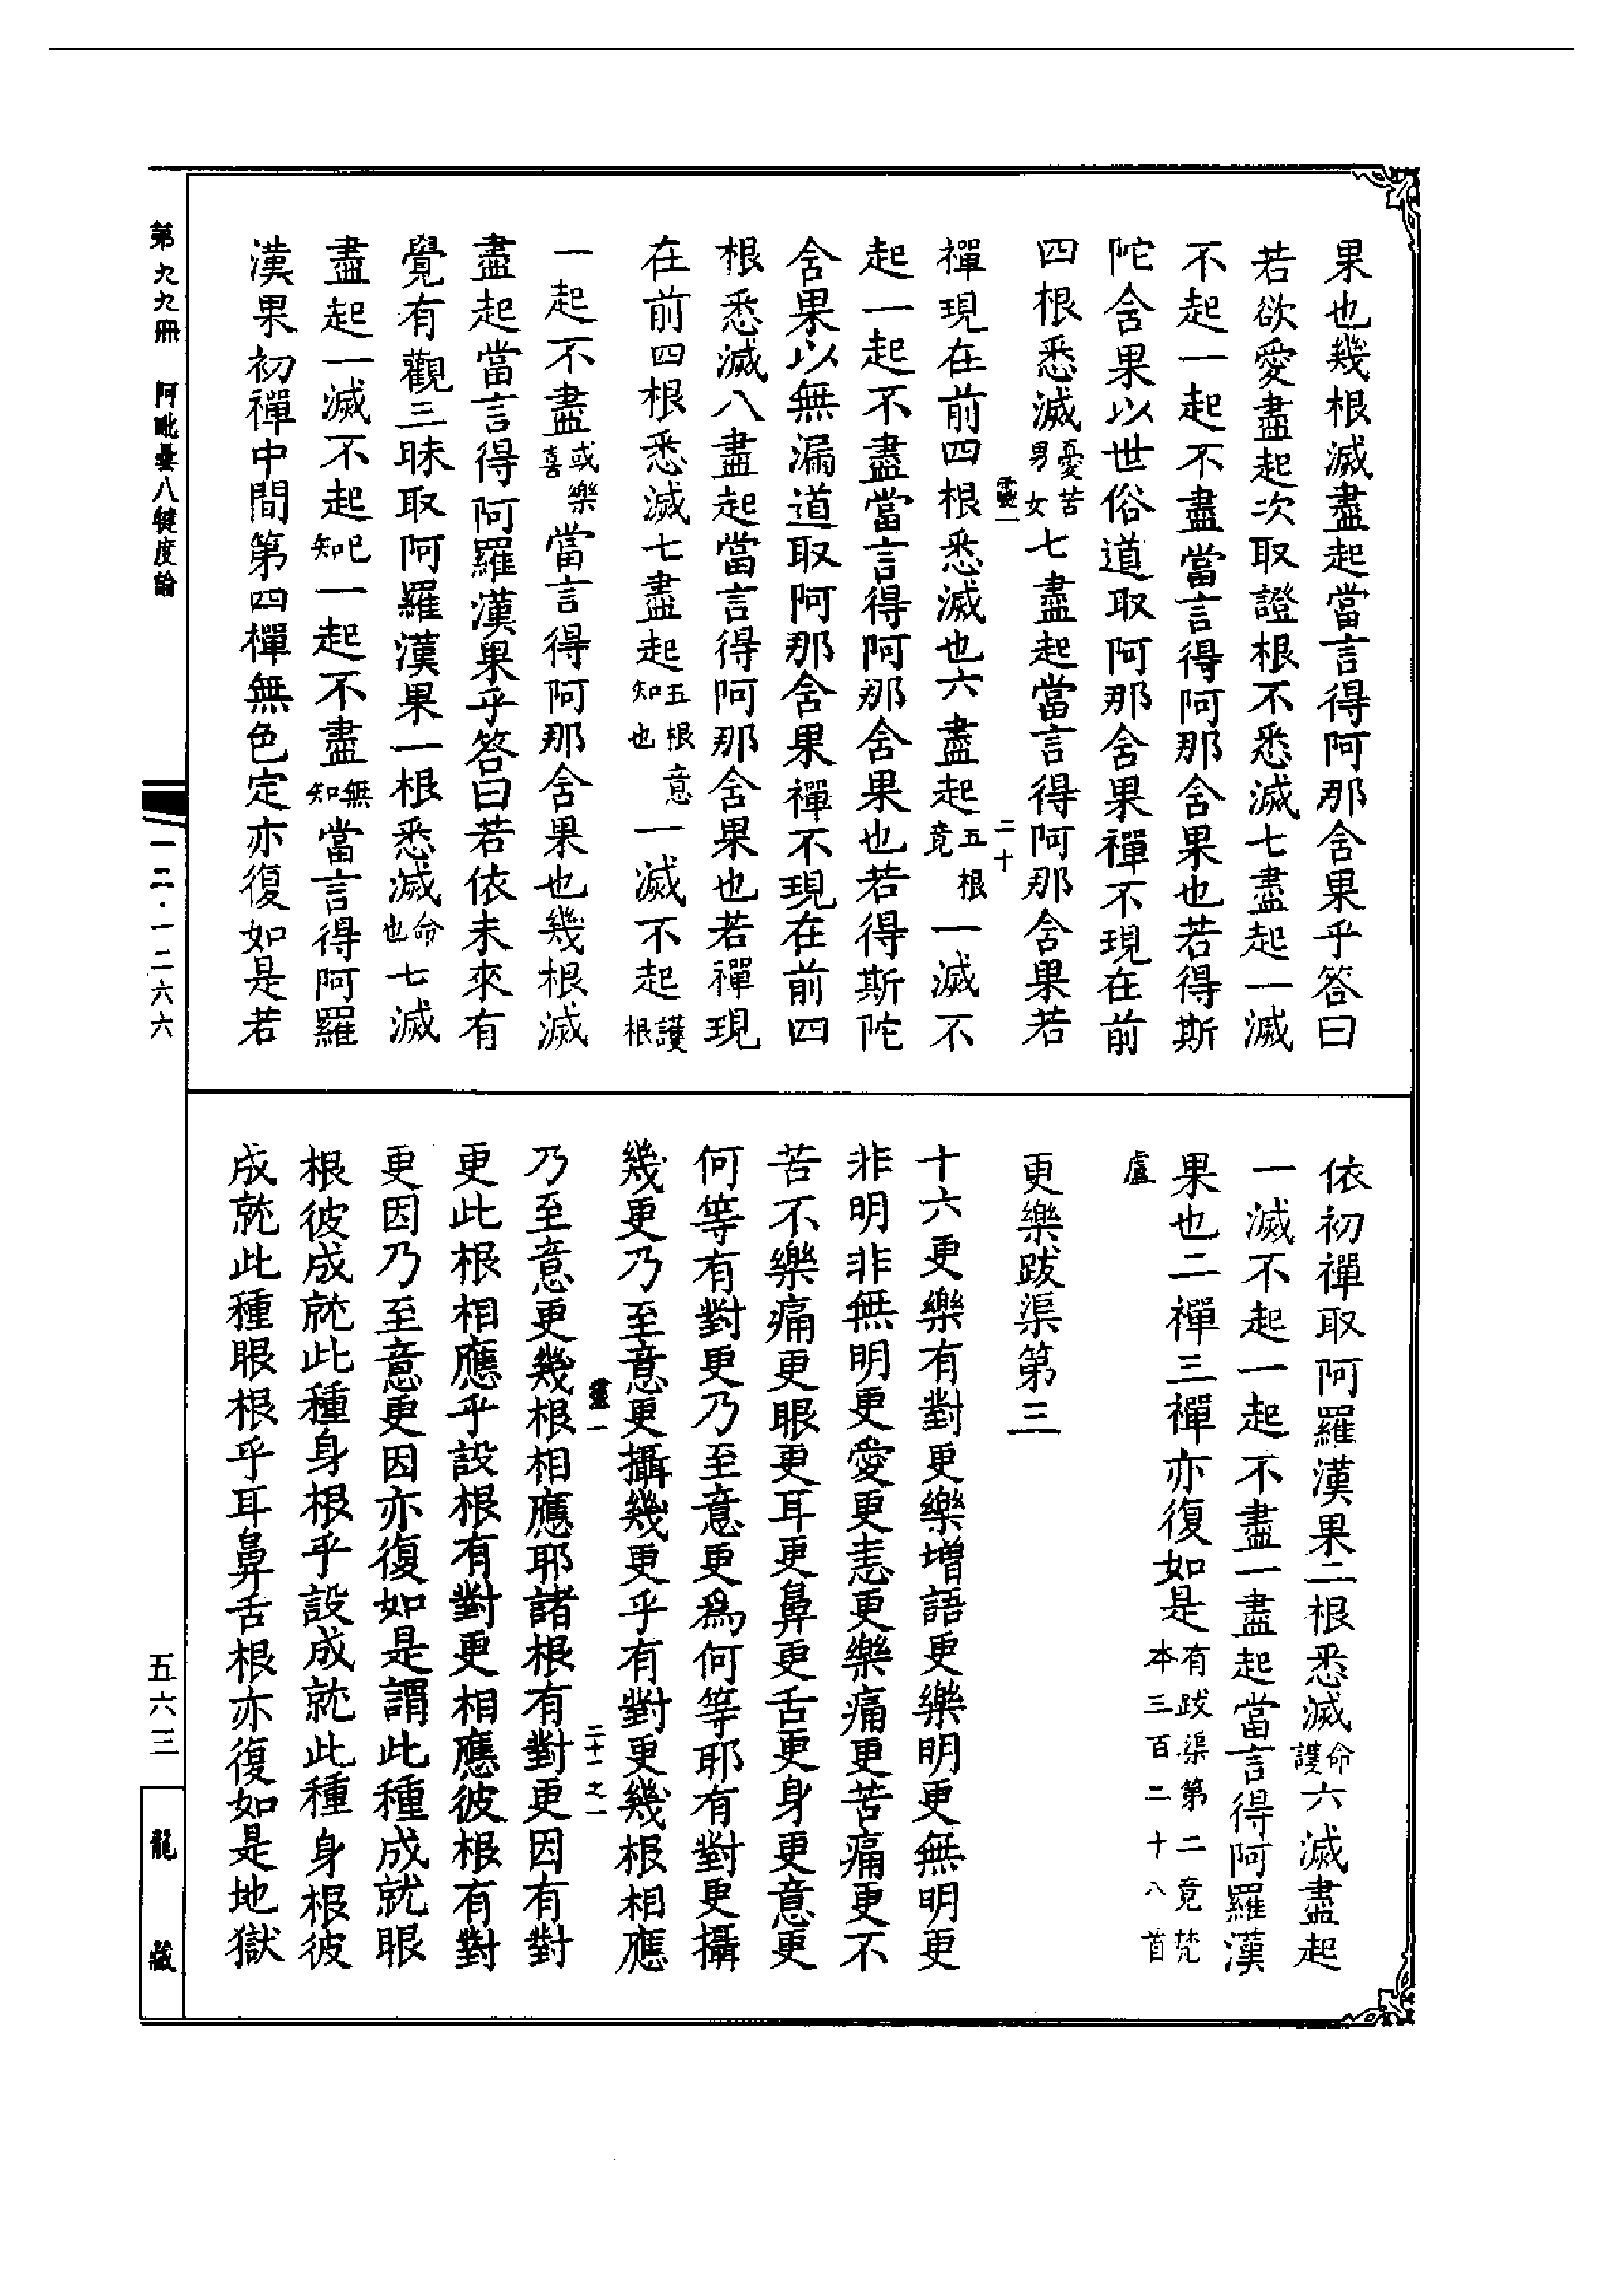 果也幾根滅盡起當言得阿那舍果乎答曰
若欲愛盡起次取證根不悉滅七盡起一滅
不起一起不盡當言得阿那舍果也若得斯
陀舍果以世俗道取阿那舍果禪不現在前
四根悉滅憂苦男女七盡起當言得阿那舍果若
二十
禪現在前四根悉滅也六盡起五根竟一滅不
起一起不盡當言得阿那舍果也若得斯陀
舍果以無漏道取阿那舍果禪不現在前四
根悉滅八盡起當言得阿那舍果也若禪現
在前四根悉滅七盡起五根意知也一滅不起護根
一起不盡或樂喜當言得阿那舍果也幾根滅
盡起當言得阿羅漢果乎答曰若依未來有
覺有觀三昧取阿羅漢果一根悉滅命也七滅
盡起一滅不起已知一起不盡無知當言得阿羅
漢果初禪中間第四禪無色定亦復如是若
依初禪取阿羅漢果二根悉滅命護六滅盡起
一滅不起一起不盡一盡起當言得阿羅漢
果也二禪三禪亦復如是有跋渠第二竟梵本三百二十八首
盧
更樂跋渠第三
十六更樂有對更樂增語更樂明更無明更
非明非無明更愛更恚更樂痛更苦痛更不
苦不樂痛更眼更耳更鼻更舌更身更意更
何等有對更乃至意更為何等耶有對更攝
幾更乃至意更攝幾更乎有對更幾根相應
二十一之一
乃至意更幾根相應耶諸根有對更因有對
更此根相應乎設根有對更相應彼根有對
更因乃至意更因亦復如是謂此種成就眼
根彼成就此種身根乎設成就此種身根彼
成就此種眼根乎耳鼻舌根亦復如是地獄
第九九冊 阿毗曇八犍度論
一二·一二六六
五六三
龍藏